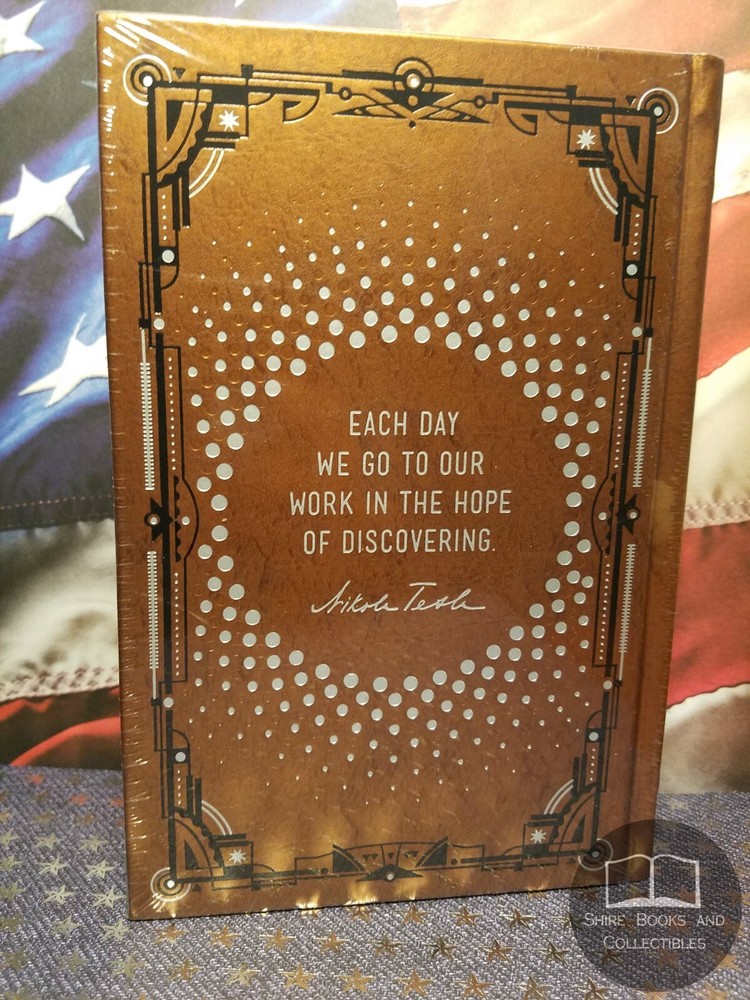 EACH DAY
WE GO TO OUR
WORK IN THE HOPE
OF DISCOVERING.
Nikola Tesla
SHIRE BOOKS AND
COLLECTIBLES